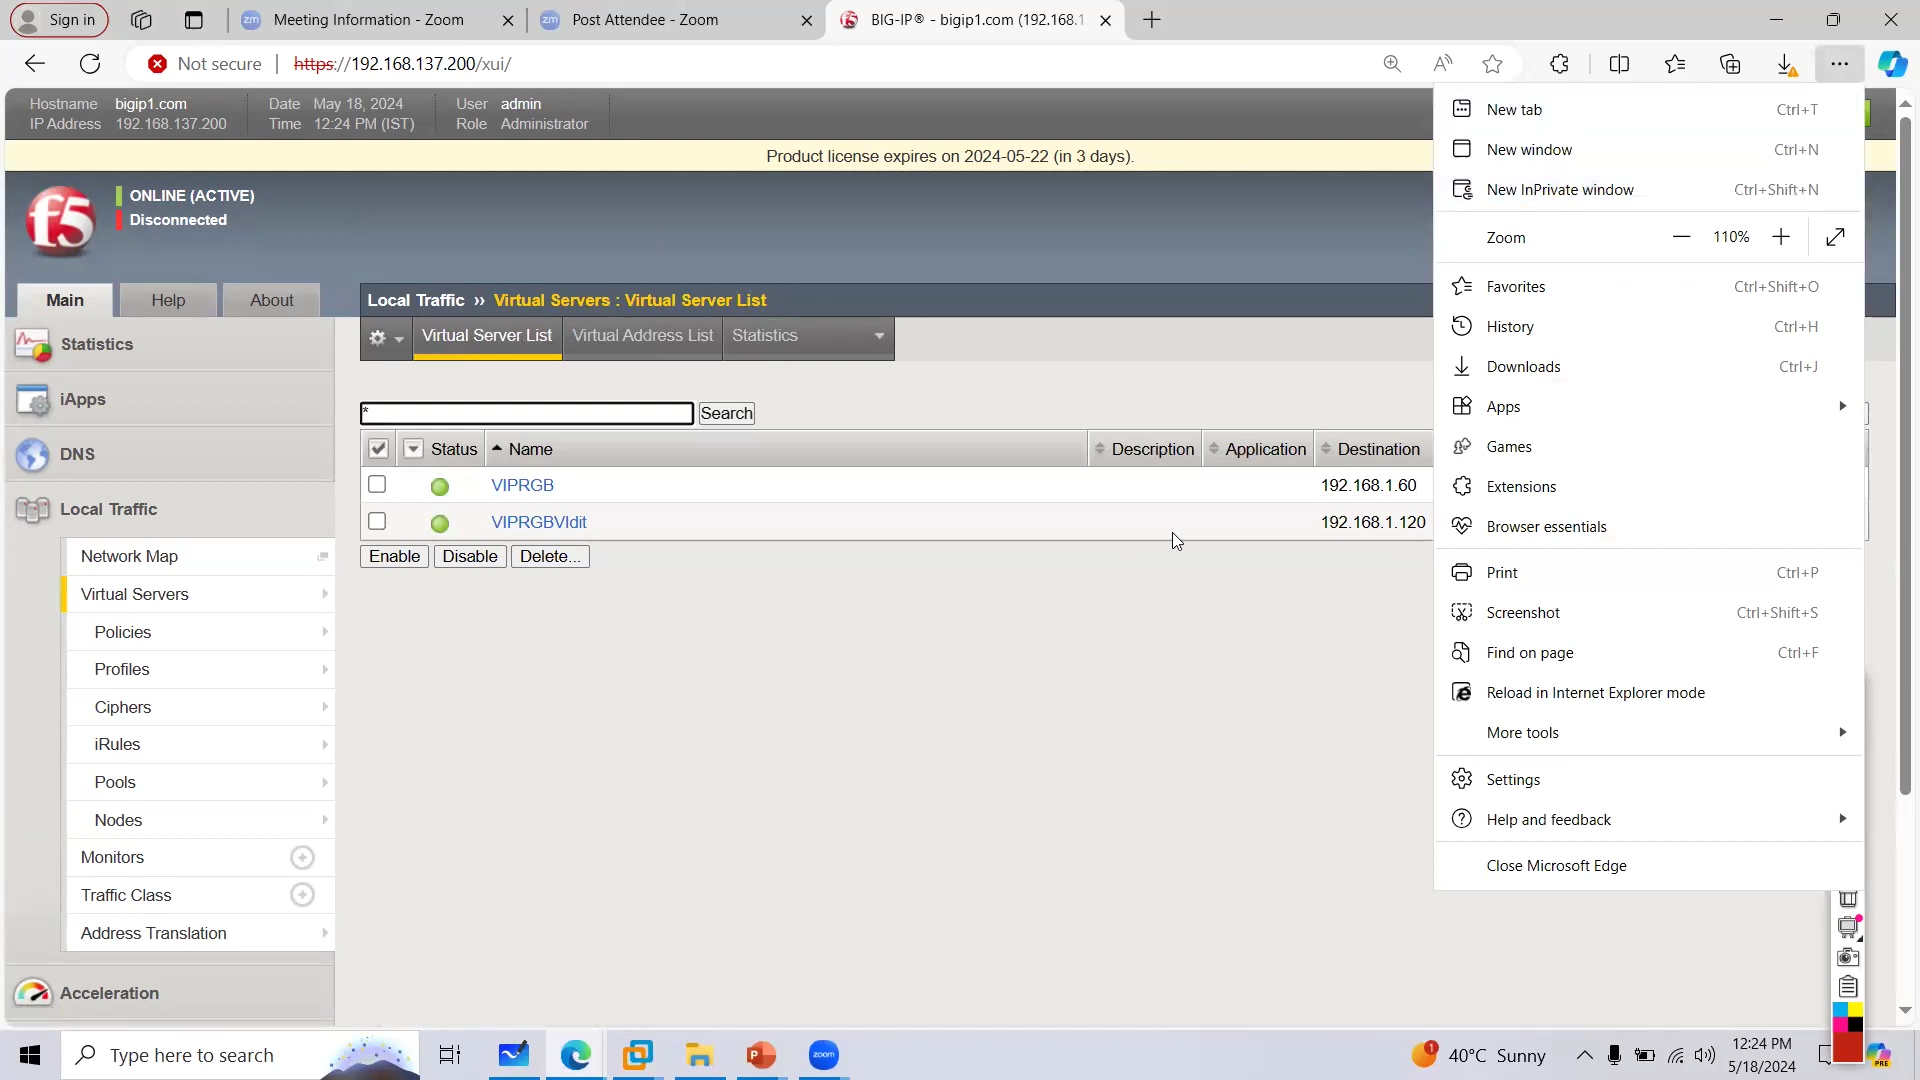 Sign in
Meeting Information - Zoom
Post Attendee - Zoom
BIG-IP® - bigip1.com (192.168.1
Not secure
https://192.168.137.200/xui/
Hostname bigip1.com
IP Address 192.168.137.200
Date May 18, 2024
Time 12:24 PM (IST)
User admin
Role Administrator
Product license expires on 2024-05-22 (in 3 days).
f5
ONLINE (ACTIVE)
Disconnected
Main
Help
About
Local Traffic ›› Virtual Servers : Virtual Server List
Virtual Server List
Virtual Address List
Statistics
Statistics
iApps
DNS
Local Traffic
Network Map
Virtual Servers
Policies
Profiles
Ciphers
iRules
Pools
Nodes
Monitors
Traffic Class
Address Translation
Acceleration
*
Search
Status Name Description Application Destination
VIPRGB 192.168.1.60
VIPRGBVIdit 192.168.1.120
Enable Disable Delete...
New tab Ctrl+T
New window Ctrl+N
New InPrivate window Ctrl+Shift+N
Zoom 110%
Favorites Ctrl+Shift+O
History Ctrl+H
Downloads Ctrl+J
Apps
Games
Extensions
Browser essentials
Print Ctrl+P
Screenshot Ctrl+Shift+S
Find on page Ctrl+F
Reload in Internet Explorer mode
More tools
Settings
Help and feedback
Close Microsoft Edge
Type here to search
zoom
1
40°C Sunny
12:24 PM
5/18/2024
PRE